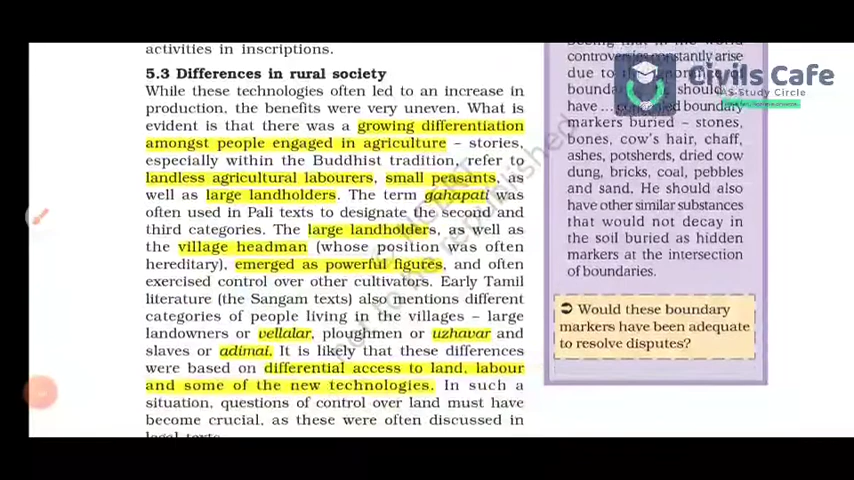 activities in inscriptions.
5.3 Differences in rural society
While these technologies often led to an increase in
production, the benefits were very uneven. What is
evident is that there was a growing differentiation
amongst people engaged in agriculture – stories,
especially within the Buddhist tradition, refer to
landless agricultural labourers, small peasants, as
well as large landholders. The term gahapati was
often used in Pali texts to designate the second and
third categories. The large landholders, as well as
the village headman (whose position was often
hereditary), emerged as powerful figures, and often
exercised control over other cultivators. Early Tamil
literature (the Sangam texts) also mentions different
categories of people living in the villages – large
landowners or vellalar, ploughmen or uzhavar and
slaves or adimai. It is likely that these differences
were based on differential access to land, labour
and some of the new technologies. In such a
situation, questions of control over land must have
become crucial, as these were often discussed in
legal texts.
controversies constantly arise
due to the ignorance of
should
have ... concealed boundary
markers buried – stones,
bones, cow's hair, chaff,
ashes, potsherds, dried cow
dung, bricks, coal, pebbles
and sand. He should also
have other similar substances
that would not decay in
the soil buried as hidden
markers at the intersection
of boundaries.
Would these boundary
markers have been adequate
to resolve disputes?
Civils Cafe
IAS Study Circle
not to be republished